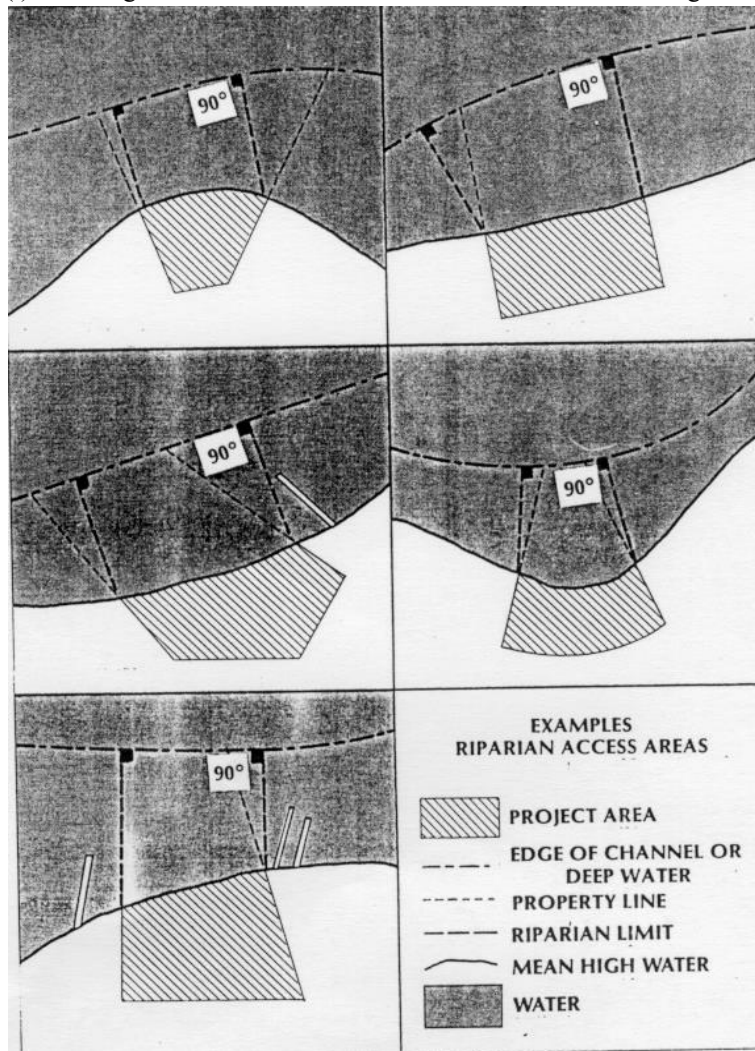 90°
90°
90°
90°
90°
EXAMPLES
RIPARIAN ACCESS AREAS
PROJECT AREA
EDGE OF CHANNEL OR
DEEP WATER
PROPERTY LINE
RIPARIAN LIMIT
MEAN HIGH WATER
WATER